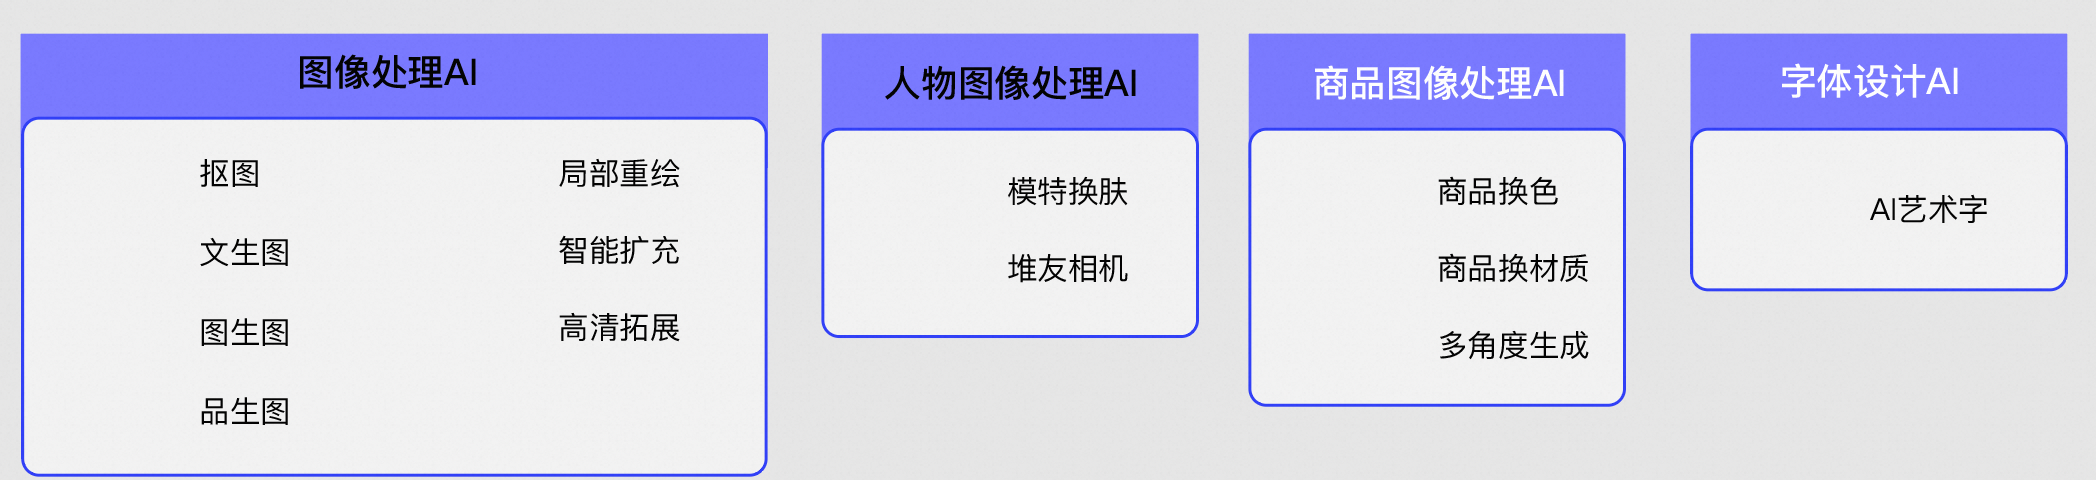 图像处理AI
抠图
文生图
图生图
品生图
局部重绘
智能扩充
高清拓展
人物图像处理AI
模特换肤
堆友相机
商品图像处理AI
商品换色
商品换材质
多角度生成
字体设计AI
AI艺术字